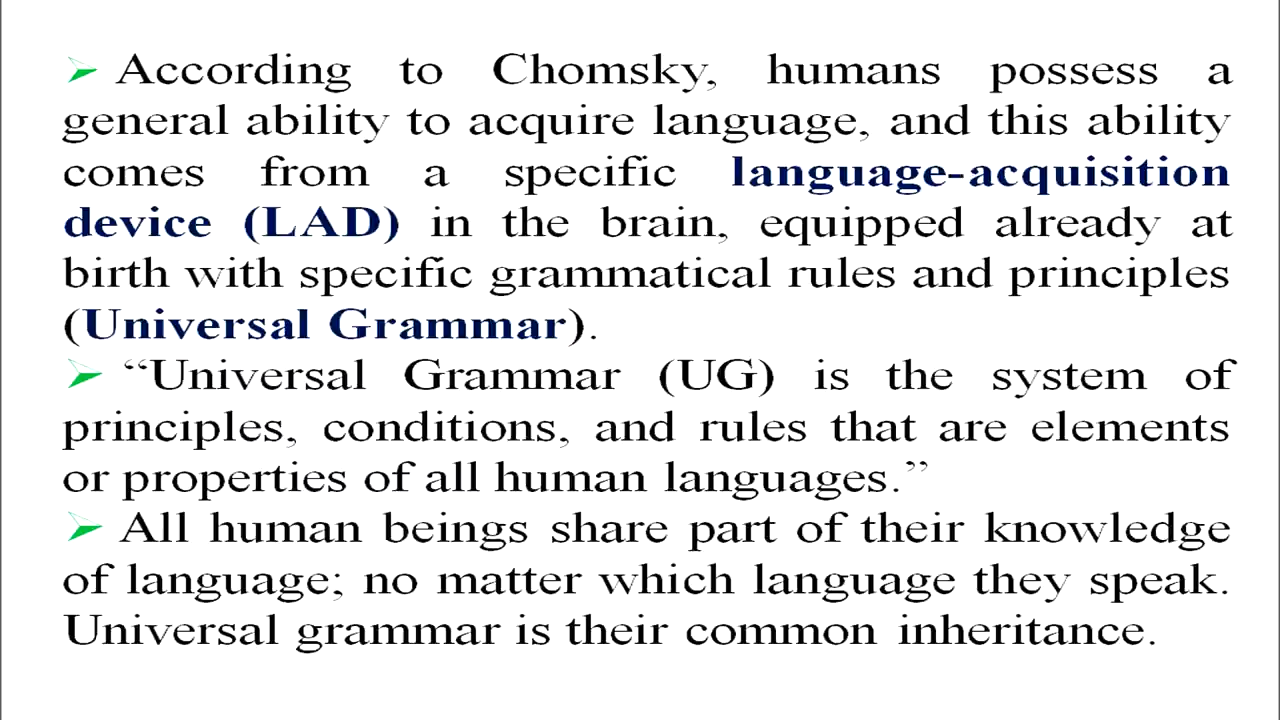 ➢ According to Chomsky, humans possess a
general ability to acquire language, and this ability
comes from a specific language-acquisition
device (LAD) in the brain, equipped already at
birth with specific grammatical rules and principles
(Universal Grammar).
➢ “Universal Grammar (UG) is the system of
principles, conditions, and rules that are elements
or properties of all human languages.”
➢ All human beings share part of their knowledge
of language; no matter which language they speak.
Universal grammar is their common inheritance.